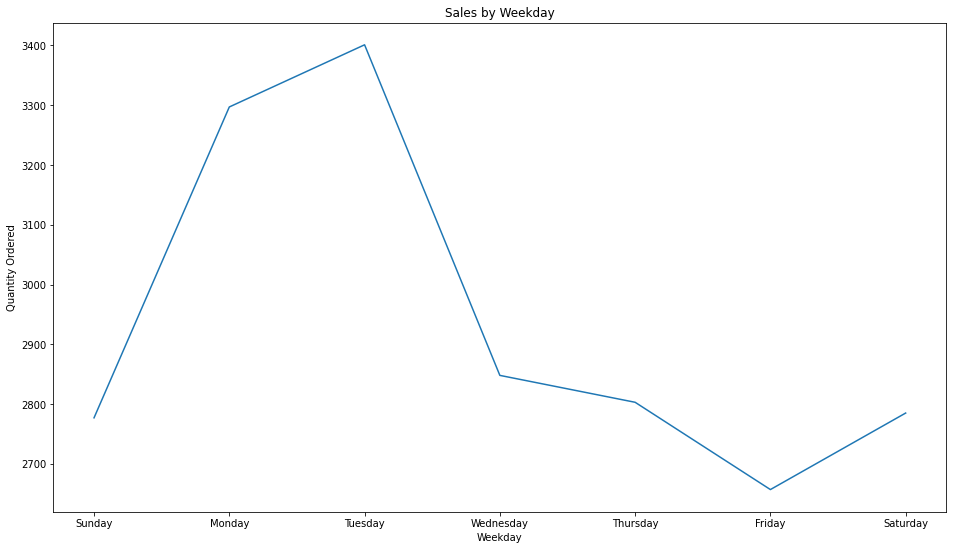 Sales by Weekday
Quantity Ordered
3400
3300
3200
3100
3000
2900
2800
2700
Sunday Monday Tuesday Wednesday Thursday Friday Saturday
Weekday